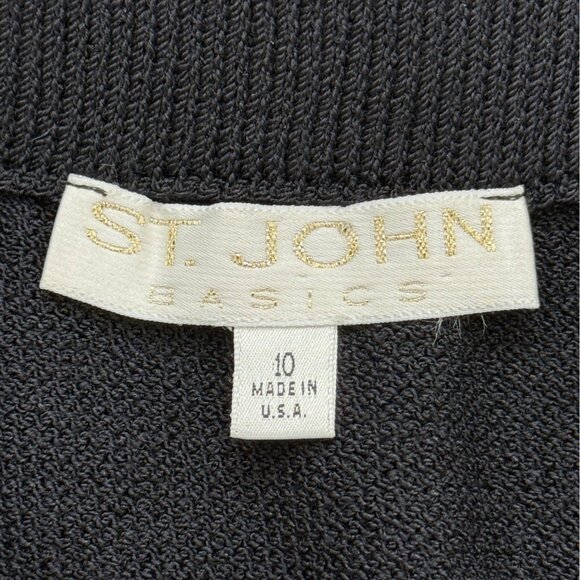 ST. JOHN
BASICS
10
MADE IN
U.S.A.